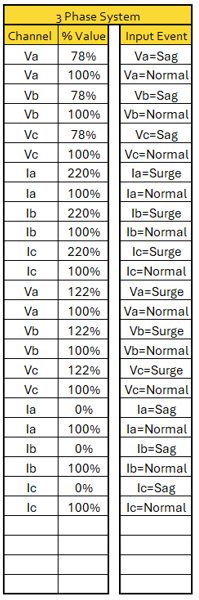 3 Phase System
Channel % Value Input Event
Va 78% Va=Sag
Va 100% Va=Normal
Vb 78% Vb=Sag
Vb 100% Vb=Normal
Vc 78% Vc=Sag
Vc 100% Vc=Normal
Ia 220% Ia=Surge
Ia 100% Ia=Normal
Ib 220% Ib=Surge
Ib 100% Ib=Normal
Ic 220% Ic=Surge
Ic 100% Ic=Normal
Va 122% Va=Surge
Va 100% Va=Normal
Vb 122% Vb=Surge
Vb 100% Vb=Normal
Vc 122% Vc=Surge
Vc 100% Vc=Normal
Ia 0% Ia=Sag
Ia 100% Ia=Normal
Ib 0% Ib=Sag
Ib 100% Ib=Normal
Ic 0% Ic=Sag
Ic 100% Ic=Normal